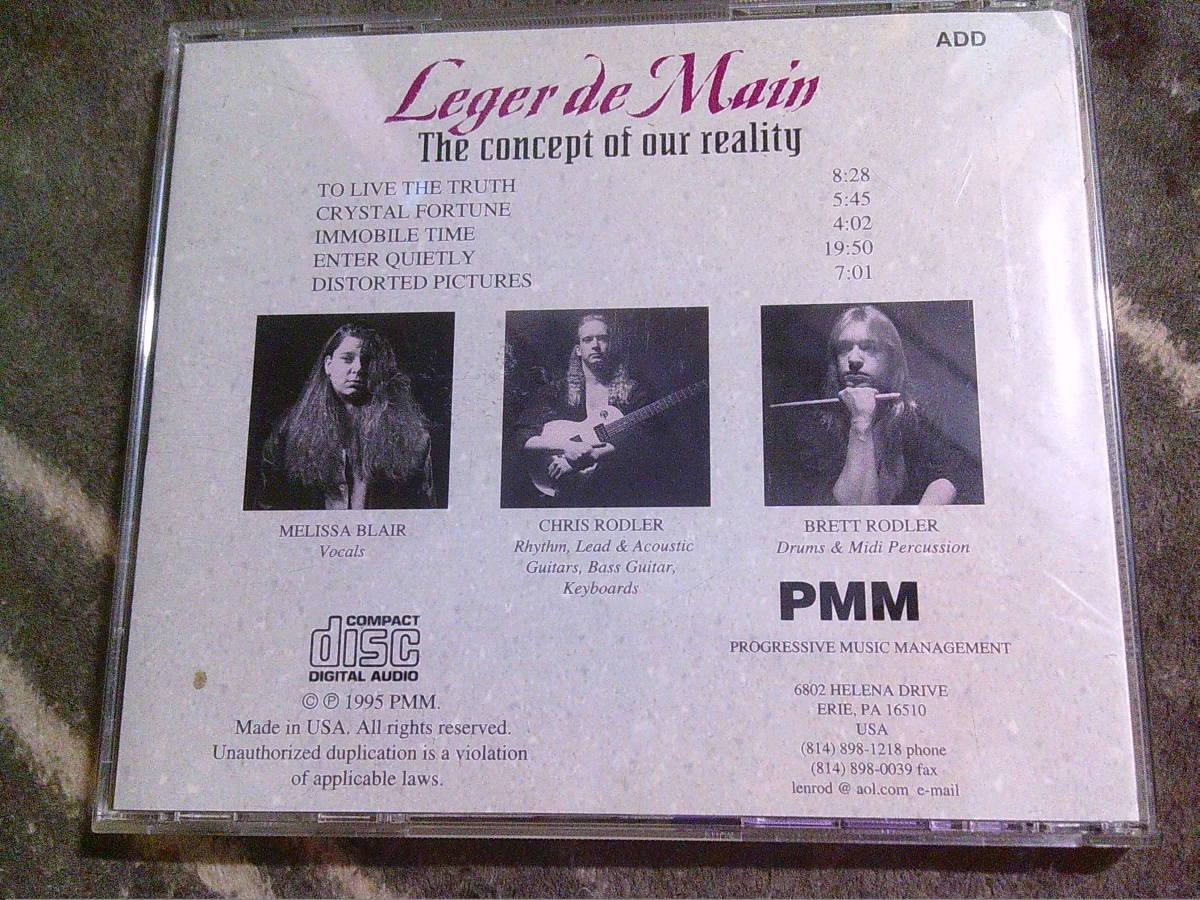 ADD
Leger de Main
The concept of our reality
TO LIVE THE TRUTH 8:28
CRYSTAL FORTUNE 5:45
IMMOBILE TIME 4:02
ENTER QUIETLY 19:50
DISTORTED PICTURES 7:01
MELISSA BLAIR
Vocals
CHRIS RODLER
Rhythm, Lead & Acoustic
Guitars, Bass Guitar,
Keyboards
BRETT RODLER
Drums & Midi Percussion
COMPACT
disc
DIGITAL AUDIO
© ℗ 1995 PMM.
Made in USA. All rights reserved.
Unauthorized duplication is a violation
of applicable laws.
PMM
PROGRESSIVE MUSIC MANAGEMENT
6802 HELENA DRIVE
ERIE, PA 16510
USA
(814) 898-1218 phone
(814) 898-0039 fax
lenrod @ aol.com e-mail